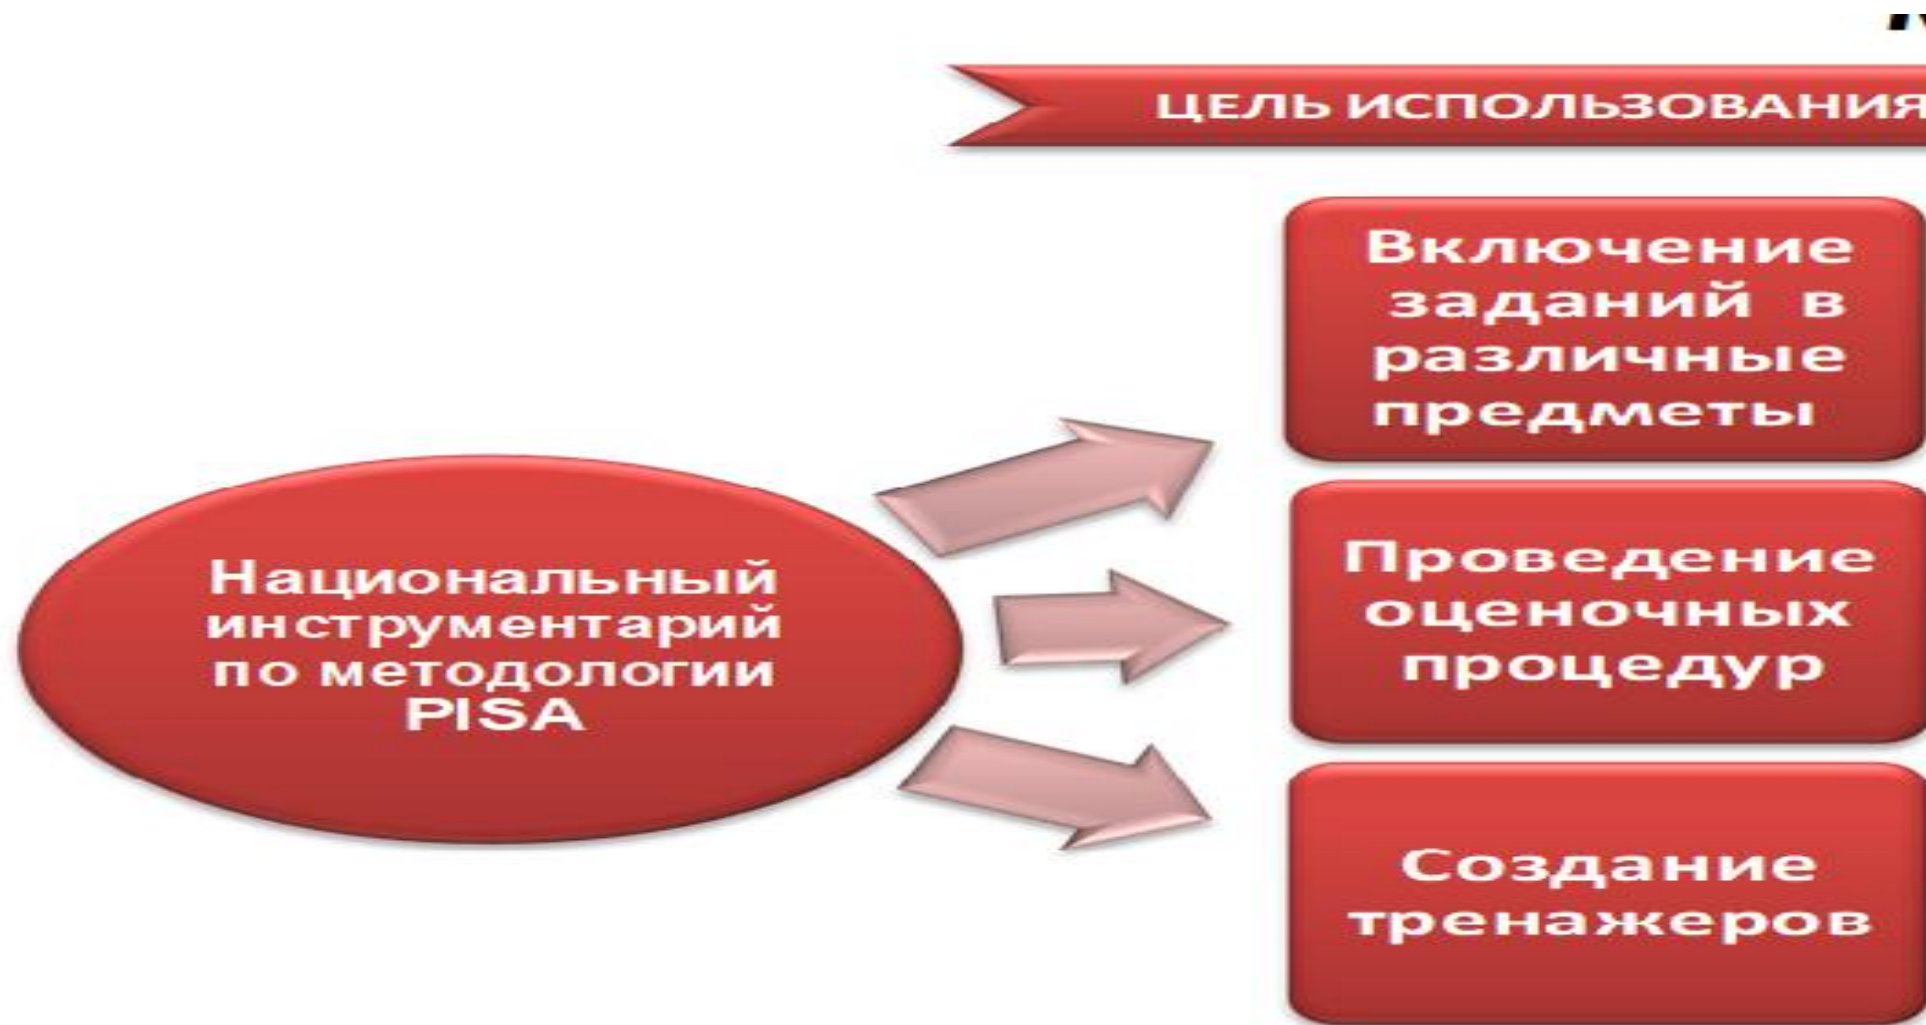 ЦЕЛЬ ИСПОЛЬЗОВАНИЯ
Включение
заданий в
различные
предметы
Национальный
инструментарий
по методологии
PISA
Проведение
оценочных
процедур
Создание
тренажеров